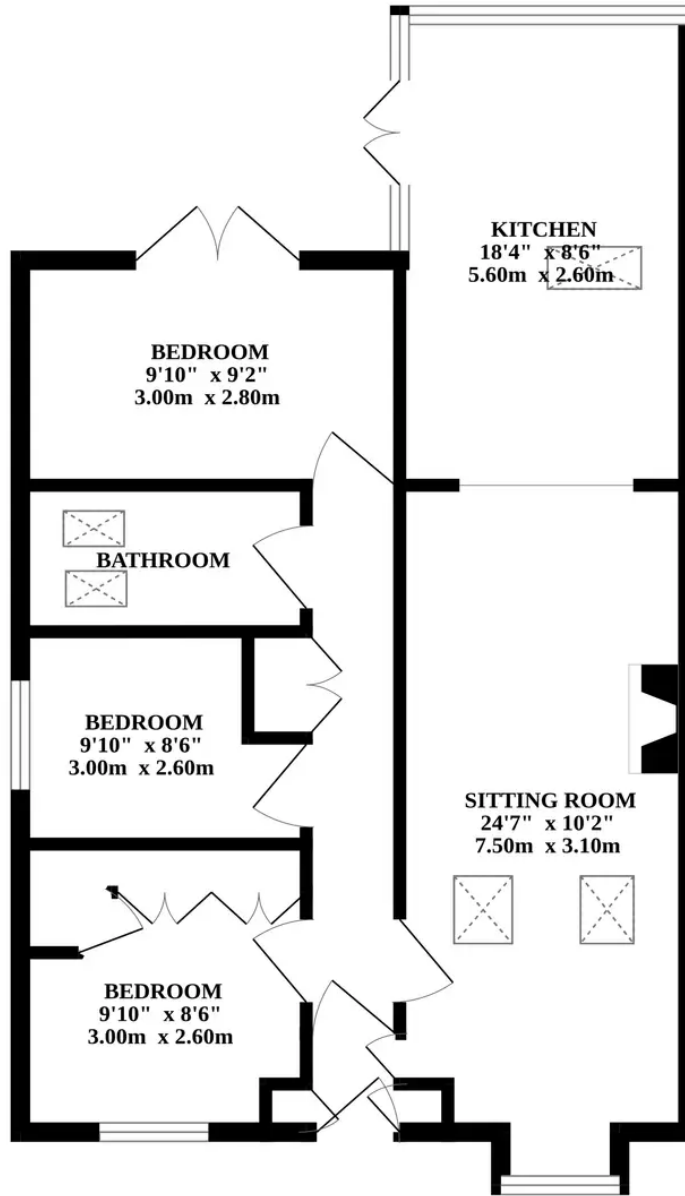 KITCHEN
18'4" x 8'6"
5.60m x 2.60m
BEDROOM
9'10" x 9'2"
3.00m x 2.80m
BATHROOM
BEDROOM
9'10" x 8'6"
3.00m x 2.60m
SITTING ROOM
24'7" x 10'2"
7.50m x 3.10m
BEDROOM
9'10" x 8'6"
3.00m x 2.60m